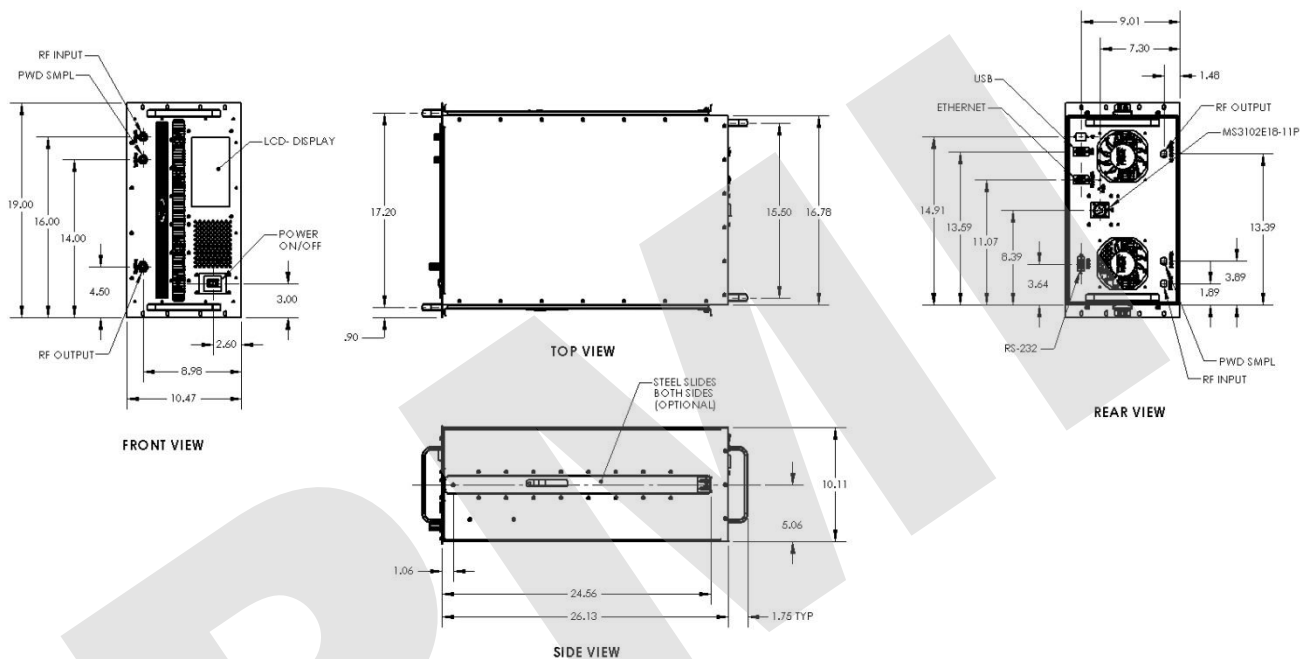 RF INPUT
PWD SMPL
LCD- DISPLAY
19.00
16.00
14.00
4.50
POWER
ON/OFF
3.00
RF OUTPUT
2.60
8.98
10.47
FRONT VIEW
17.20
15.50
16.78
.90
TOP VIEW
STEEL SLIDES
BOTH SIDES
(OPTIONAL)
10.11
5.06
1.06
24.56
26.13
1.75 TYP
SIDE VIEW
9.01
7.30
1.48
USB
ETHERNET
RF OUTPUT
MS3102E18-11P
14.91
13.59
11.07
8.39
3.64
13.39
3.89
1.89
RS-232
PWD SMPL
RF INPUT
REAR VIEW
PMI